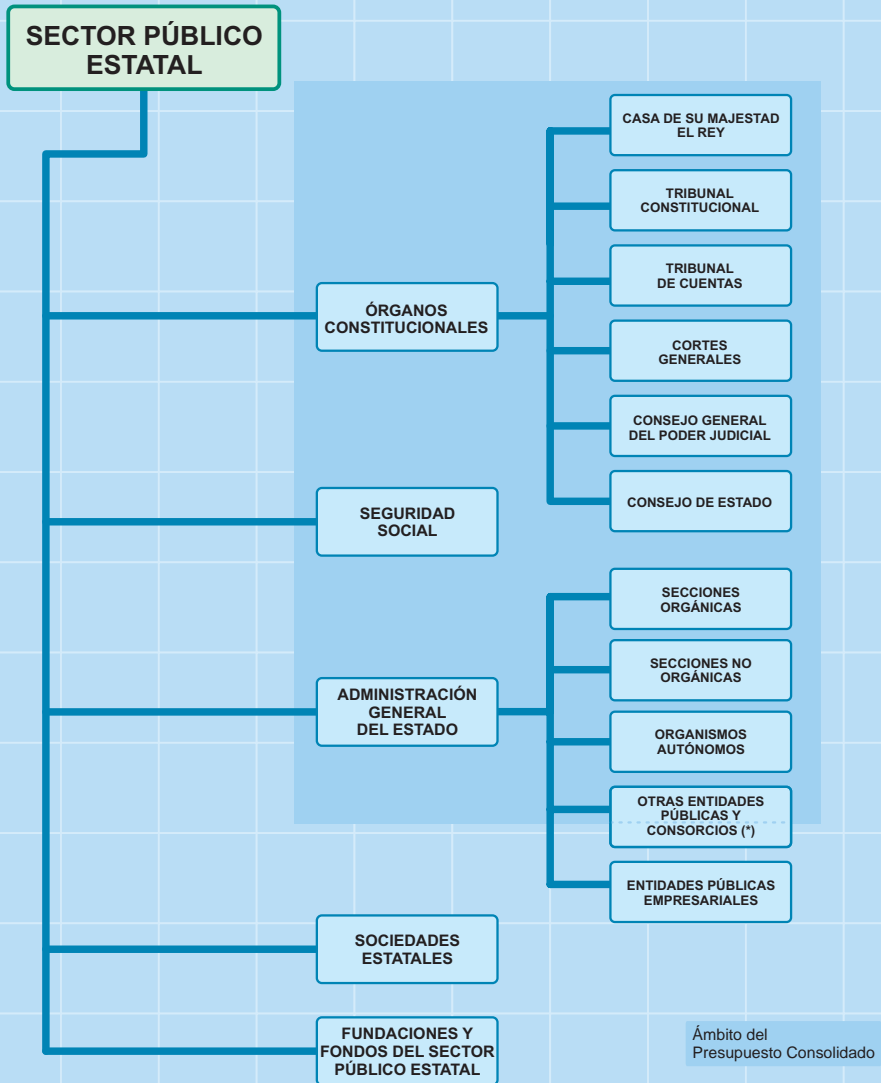 SECTOR PÚBLICO
ESTATAL
ÓRGANOS
CONSTITUCIONALES
CASA DE SU MAJESTAD
EL REY
TRIBUNAL
CONSTITUCIONAL
TRIBUNAL
DE CUENTAS
CORTES
GENERALES
CONSEJO GENERAL
DEL PODER JUDICIAL
CONSEJO DE ESTADO
SEGURIDAD
SOCIAL
ADMINISTRACIÓN
GENERAL
DEL ESTADO
SECCIONES
ORGÁNICAS
SECCIONES NO
ORGÁNICAS
ORGANISMOS
AUTÓNOMOS
OTRAS ENTIDADES
PÚBLICAS Y
CONSORCIOS (*)
ENTIDADES PÚBLICAS
EMPRESARIALES
SOCIEDADES
ESTATALES
FUNDACIONES Y
FONDOS DEL SECTOR
PÚBLICO ESTATAL
Ámbito del
Presupuesto Consolidado